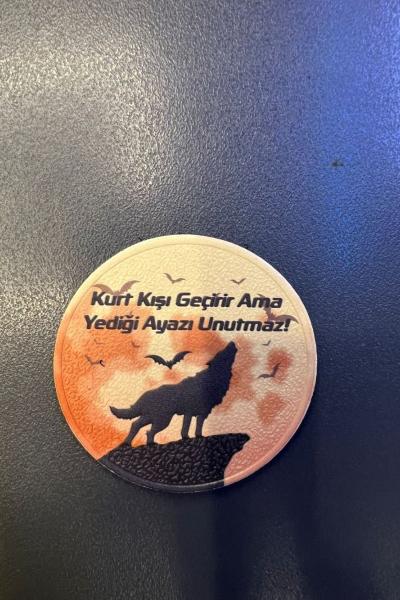 Kurt Kışı Geçirir Ama
Yediği Ayazı Unutmaz!